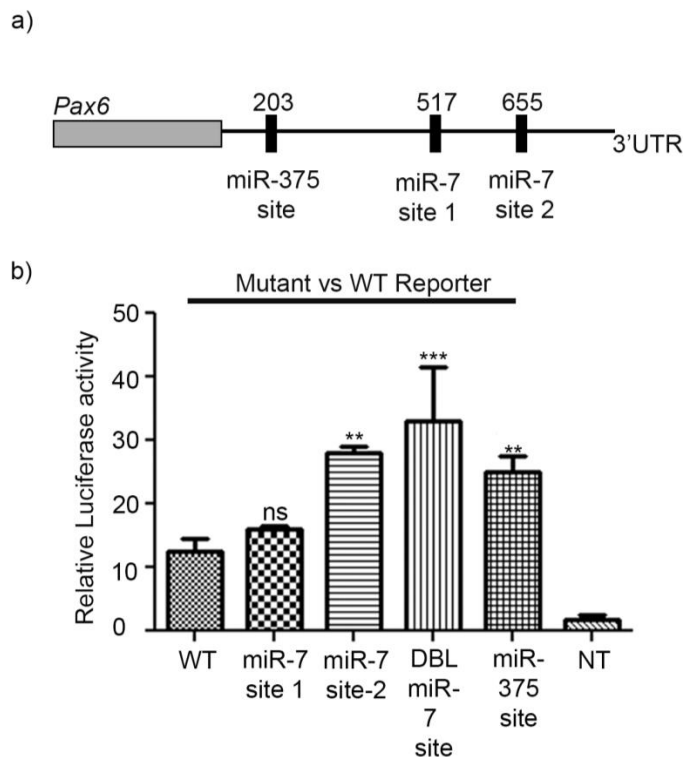 a)
Pax6
203
517
655
3'UTR
miR-375
site
miR-7
site 1
miR-7
site 2
b)
Mutant vs WT Reporter
Relative Luciferase activity
50
40
30
20
10
0
ns
**
***
**
WT
miR-7
site 1
miR-7
site-2
DBL
miR-
7
site
miR-
375
site
NT